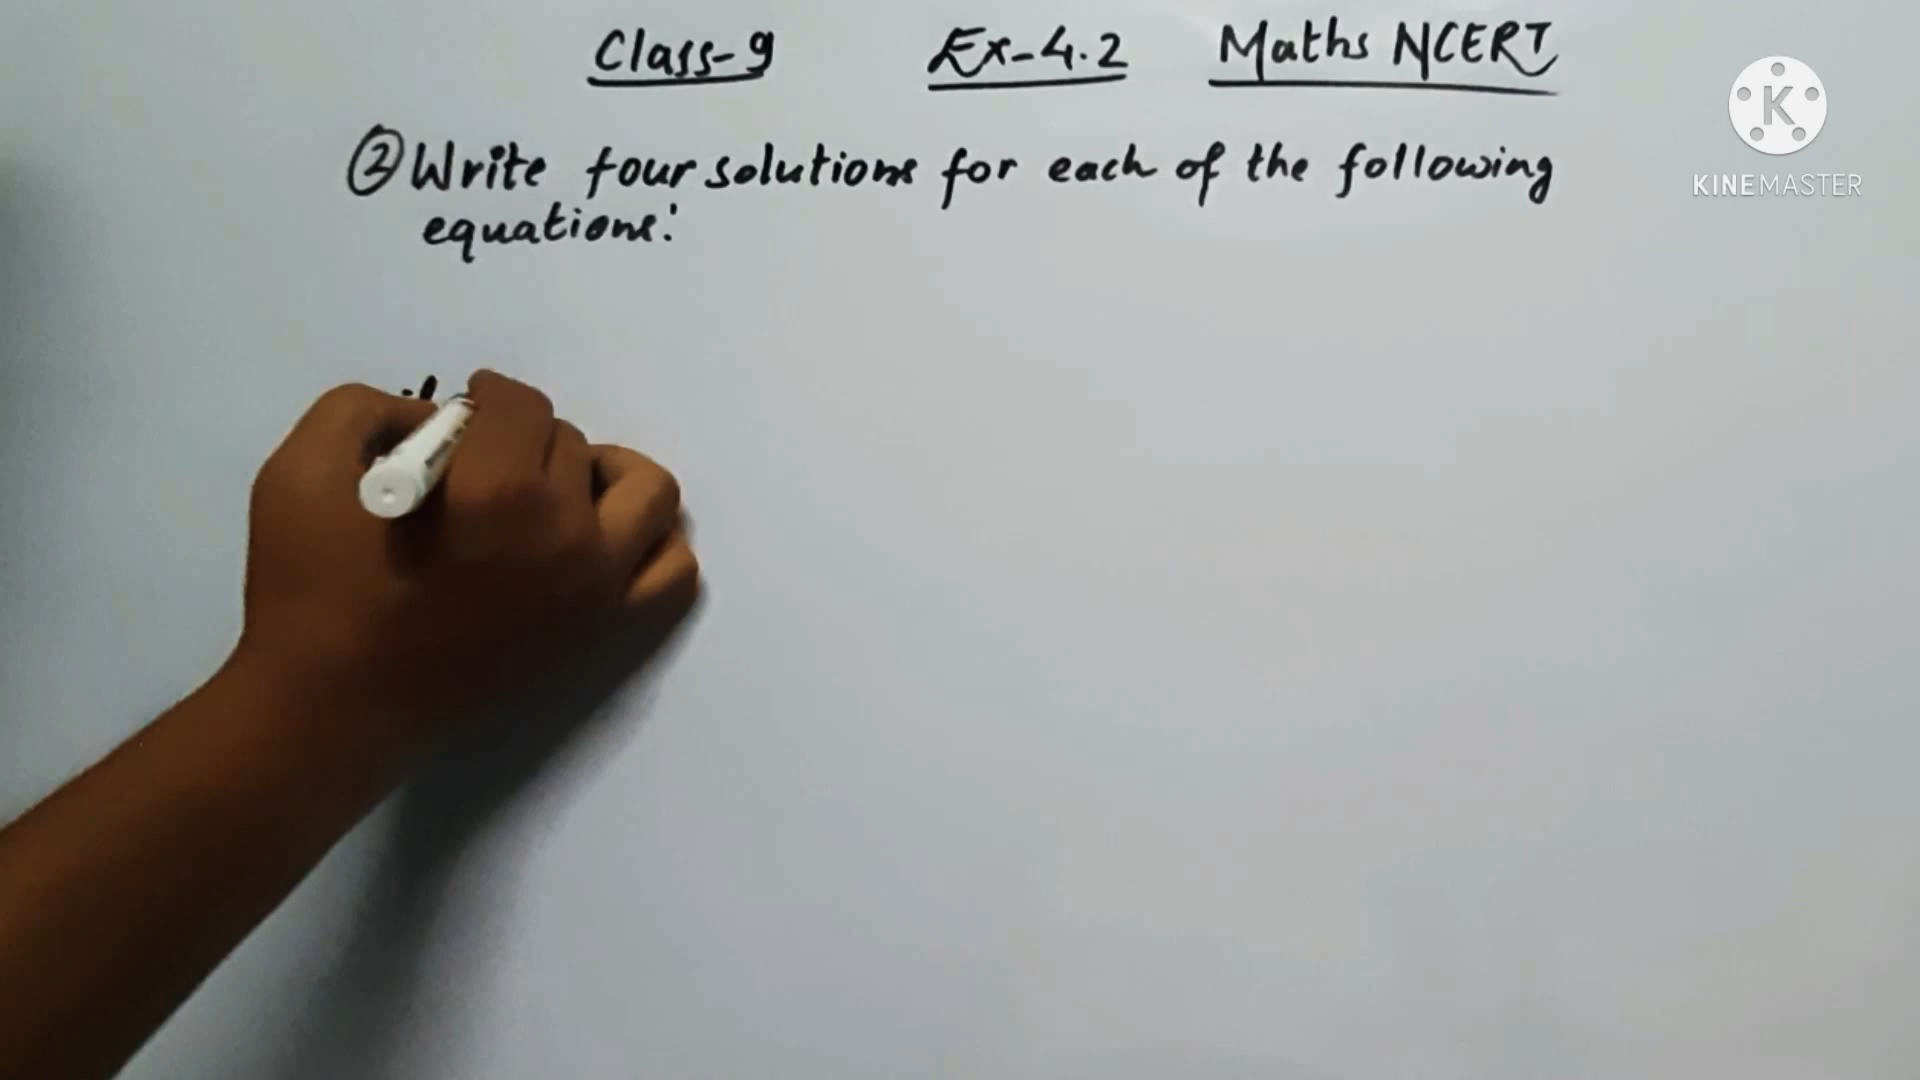 Class-9 Ex-4.2 Maths NCERT
② Write four solutions for each of the following
equations:
K
KINEMASTER